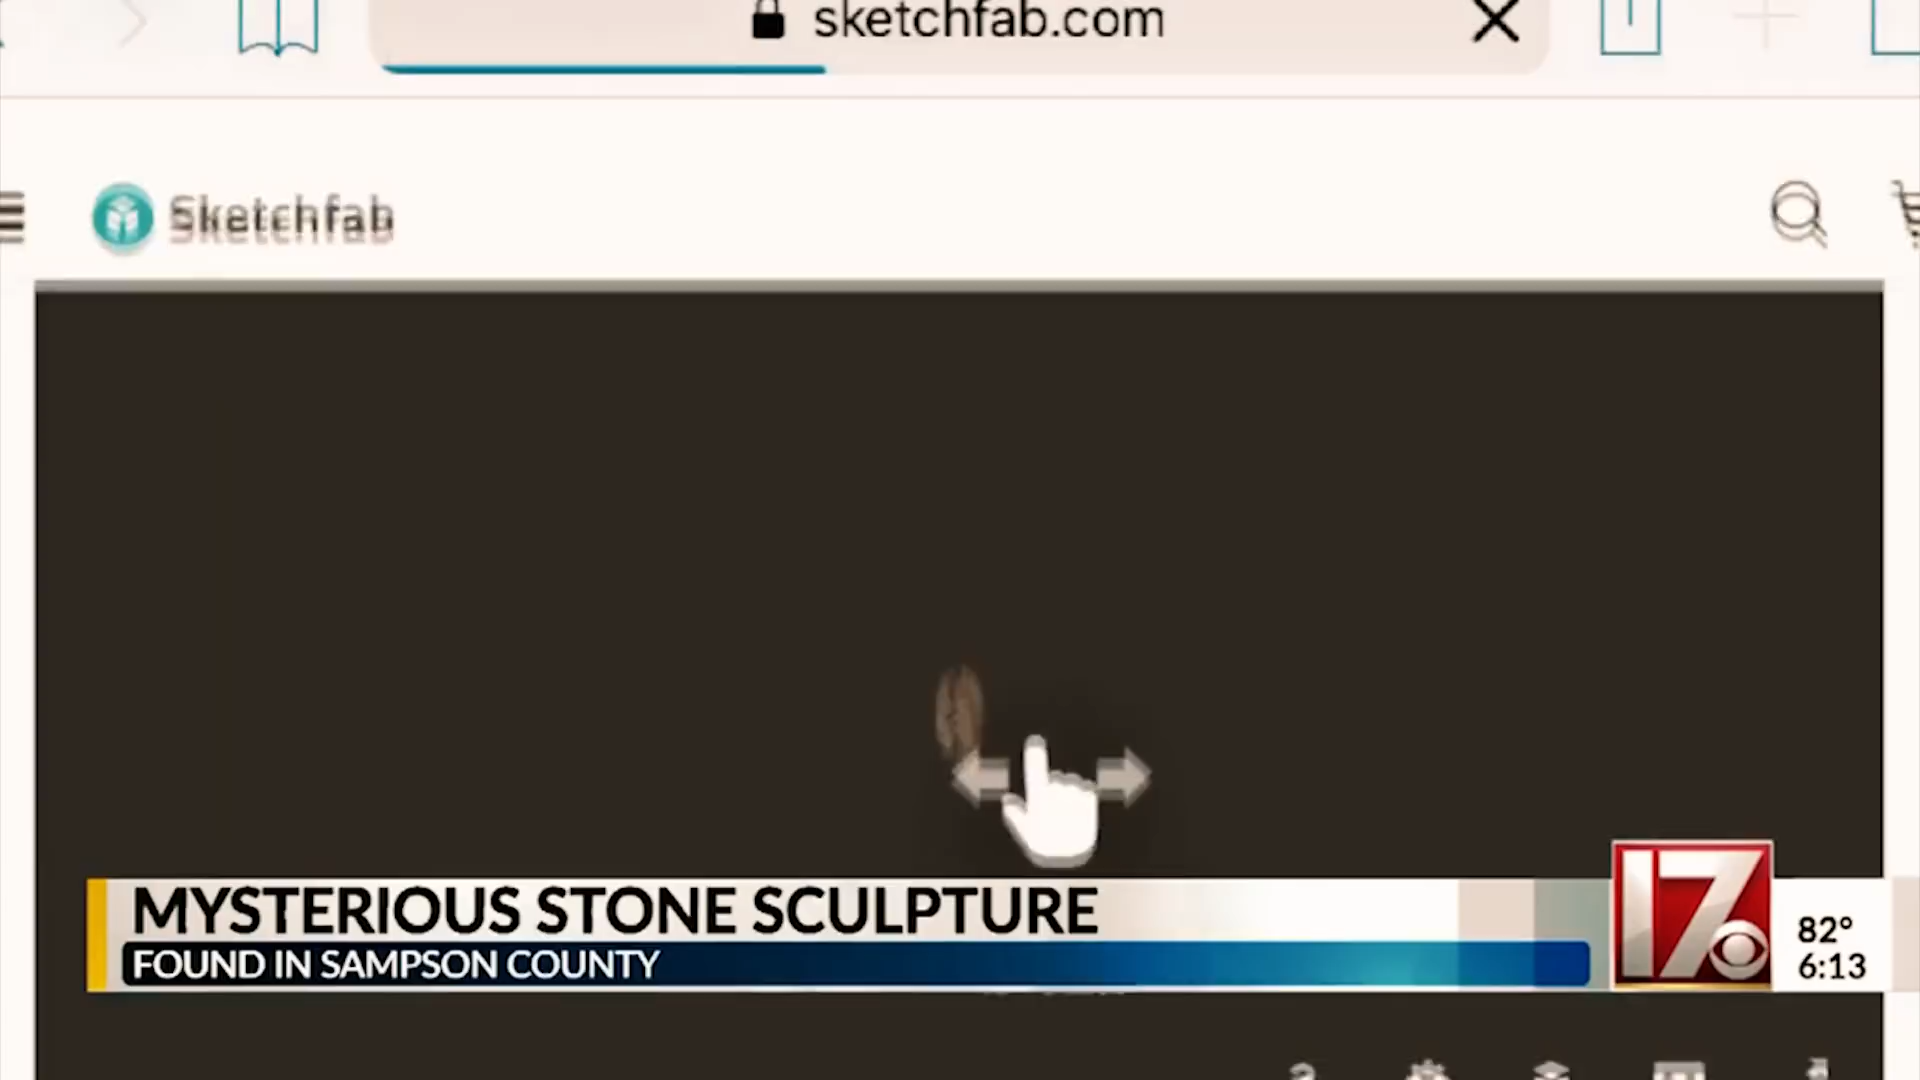 sketchfab.com
Sketchfab
MYSTERIOUS STONE SCULPTURE
FOUND IN SAMPSON COUNTY
17
82°
6:13